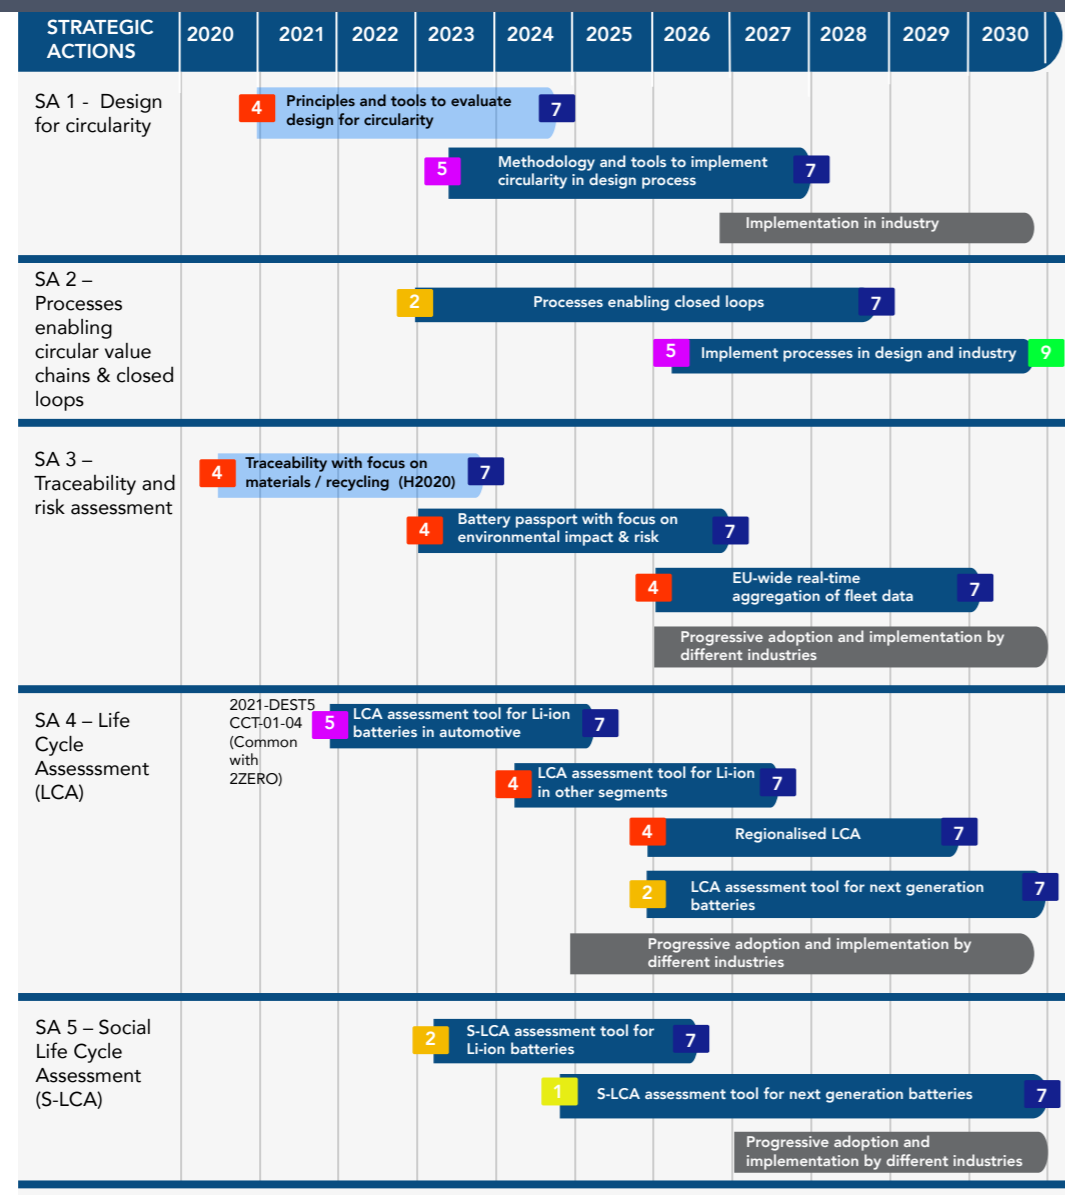 STRATEGIC
ACTIONS
2020
2021
2022
2023
2024
2025
2026
2027
2028
2029
2030
SA 1 - Design
for circularity
4
Principles and tools to evaluate
design for circularity
7
5
Methodology and tools to implement
circularity in design process
7
Implementation in industry
SA 2 –
Processes
enabling
circular value
chains & closed
loops
2
Processes enabling closed loops
7
5
Implement processes in design and industry
9
SA 3 –
Traceability and
risk assessment
4
Traceability with focus on
materials / recycling (H2020)
7
4
Battery passport with focus on
environmental impact & risk
7
4
EU-wide real-time
aggregation of fleet data
7
Progressive adoption and implementation by
different industries
SA 4 – Life
Cycle
Assesssment
(LCA)
2021-DEST5
CCT-01-04
(Common
with
2ZERO)
5
LCA assessment tool for Li-ion
batteries in automotive
7
4
LCA assessment tool for Li-ion
in other segments
7
4
Regionalised LCA
7
2
LCA assessment tool for next generation
batteries
7
Progressive adoption and implementation by
different industries
SA 5 – Social
Life Cycle
Assessment
(S-LCA)
2
S-LCA assessment tool for
Li-ion batteries
7
1
S-LCA assessment tool for next generation batteries
7
Progressive adoption and
implementation by different industries